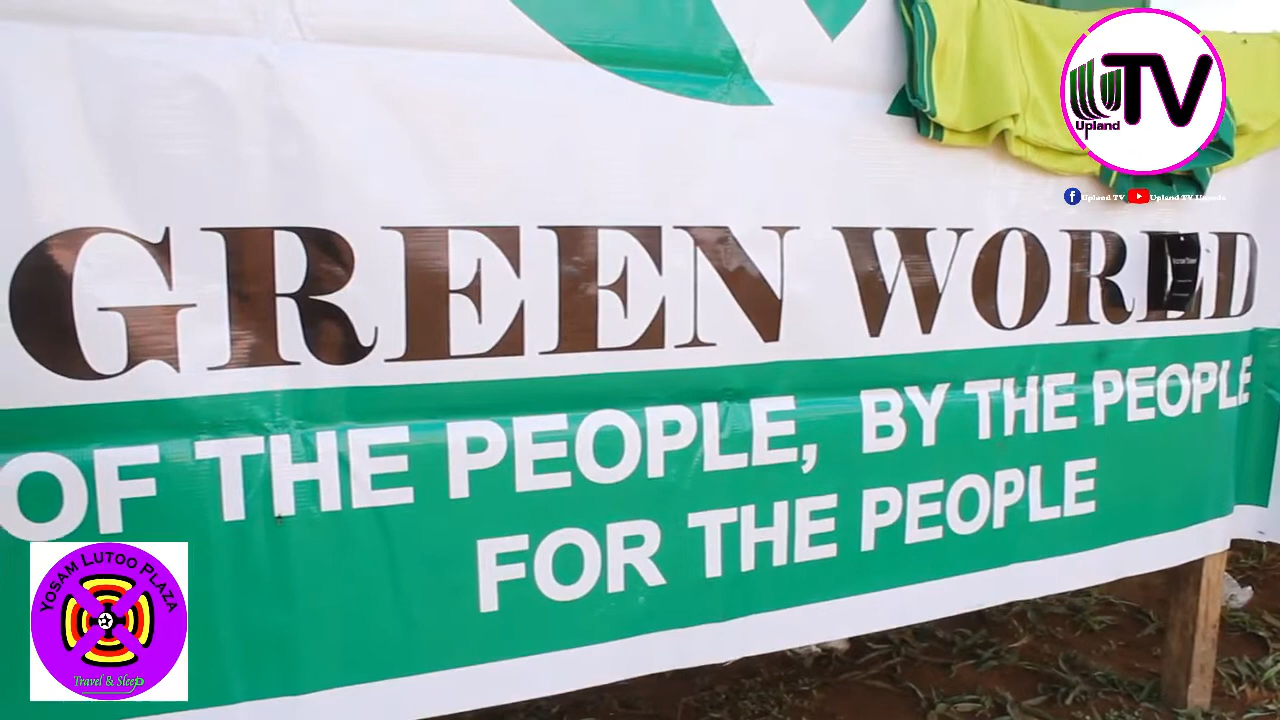 UTV
Upland
Upland TV Upland TV Uganda
GREEN WORLD
OF THE PEOPLE, BY THE PEOPLE
FOR THE PEOPLE
YOSAM LUTOO PLAZA
Travel & Sleep